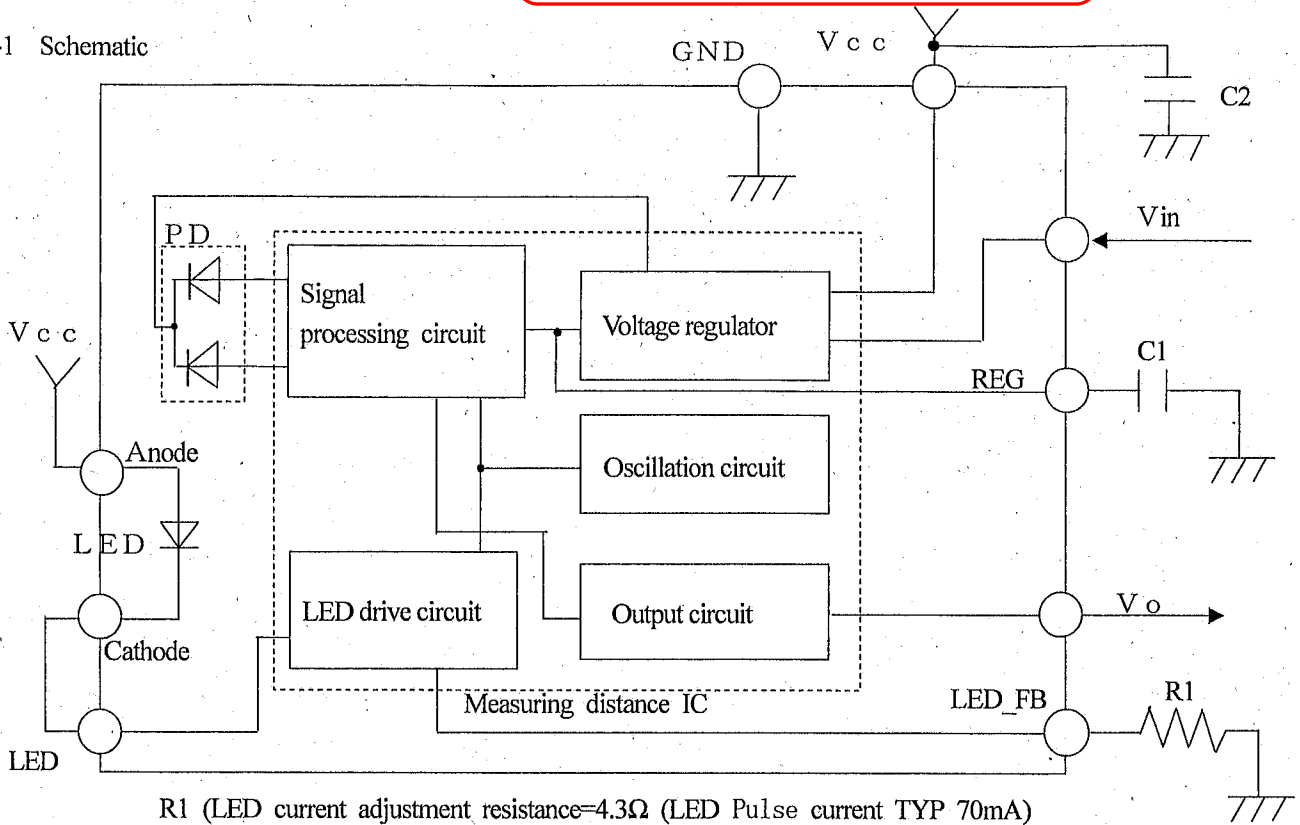 1 Schematic
GND
Vcc
C2
Vin
PD
Signal
processing circuit
Voltage regulator
Vcc
C1
REG
Anode
Oscillation circuit
LED
LED drive circuit
Output circuit
Vo
Cathode
Measuring distance IC
LED_FB
R1
LED
R1 (LED current adjustment resistance=4.3Ω (LED Pulse current TYP 70mA)